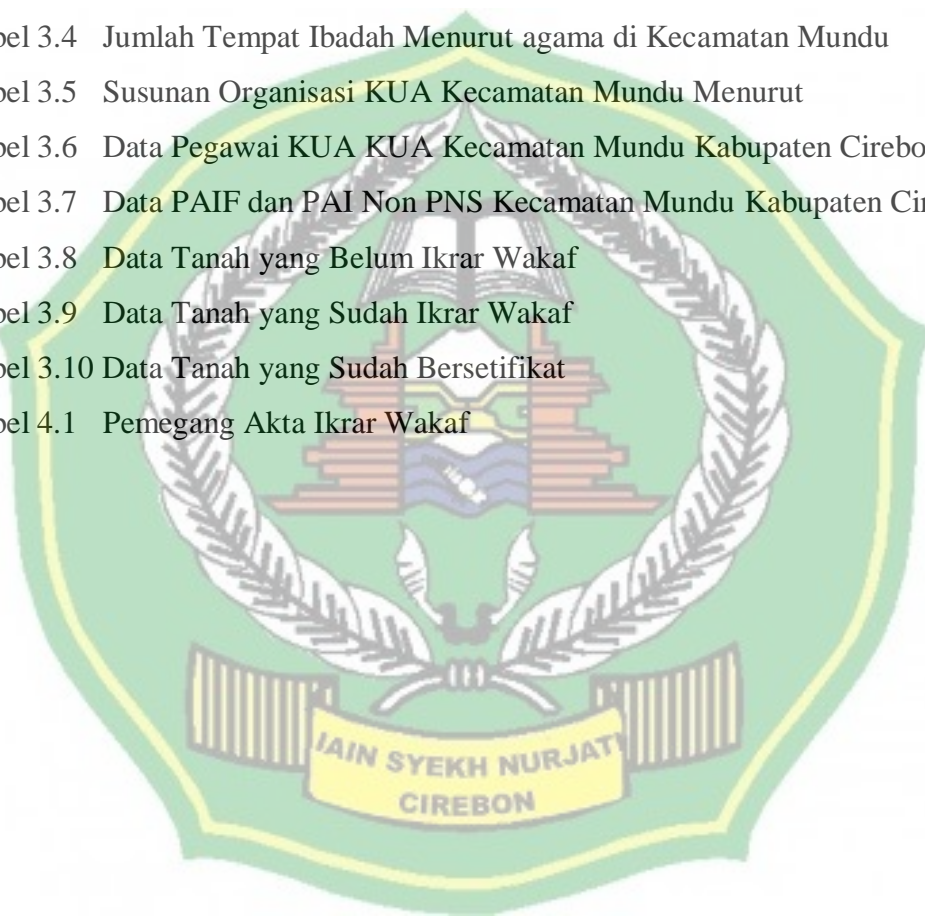 bel 3.4 Jumlah Tempat Ibadah Menurut agama di Kecamatan Mundu
bel 3.5 Susunan Organisasi KUA Kecamatan Mundu Menurut
bel 3.6 Data Pegawai KUA KUA Kecamatan Mundu Kabupaten Cirebo
bel 3.7 Data PAIF dan PAI Non PNS Kecamatan Mundu Kabupaten Cir
bel 3.8 Data Tanah yang Belum Ikrar Wakaf
bel 3.9 Data Tanah yang Sudah Ikrar Wakaf
bel 3.10 Data Tanah yang Sudah Bersetifikat
bel 4.1 Pemegang Akta Ikrar Wakaf
IAIN SYEKH NURJATI
CIREBON